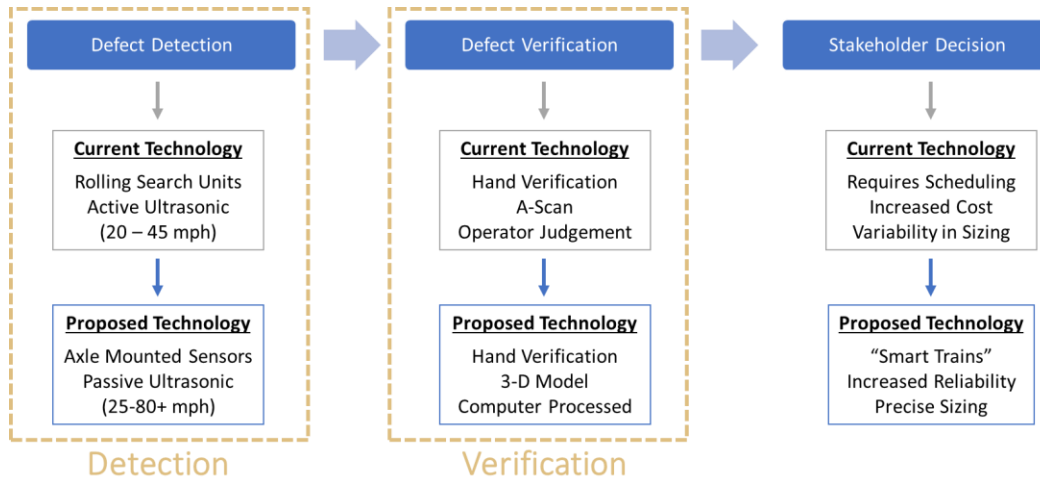 Defect Detection
Current Technology
Rolling Search Units
Active Ultrasonic
(20 – 45 mph)
Proposed Technology
Axle Mounted Sensors
Passive Ultrasonic
(25-80+ mph)
Detection
Defect Verification
Current Technology
Hand Verification
A-Scan
Operator Judgement
Proposed Technology
Hand Verification
3-D Model
Computer Processed
Verification
Stakeholder Decision
Current Technology
Requires Scheduling
Increased Cost
Variability in Sizing
Proposed Technology
“Smart Trains”
Increased Reliability
Precise Sizing